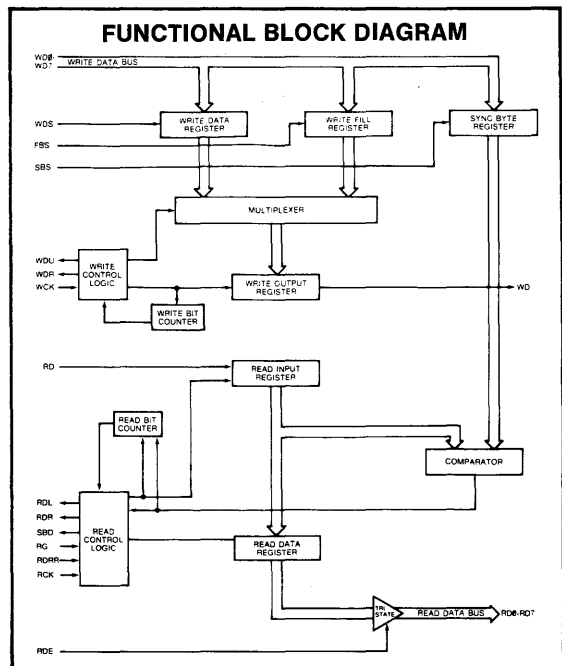 FUNCTIONAL BLOCK DIAGRAM
WD0-
WD7
WRITE DATA BUS
WDS
WRITE DATA
REGISTER
WRITE FILL
REGISTER
SYNC BYTE
REGISTER
FBS
SBS
MULTIPLEXER
WDU
WDR
WCK
WRITE
CONTROL
LOGIC
WRITE OUTPUT
REGISTER
WD
WRITE BIT
COUNTER
RD
READ INPUT
REGISTER
READ BIT
COUNTER
COMPARATOR
RDL
RDR
SBD
RG
RDRR
RCK
READ
CONTROL
LOGIC
READ DATA
REGISTER
TRI
STATE
READ DATA BUS
RD0-RD7
RDE